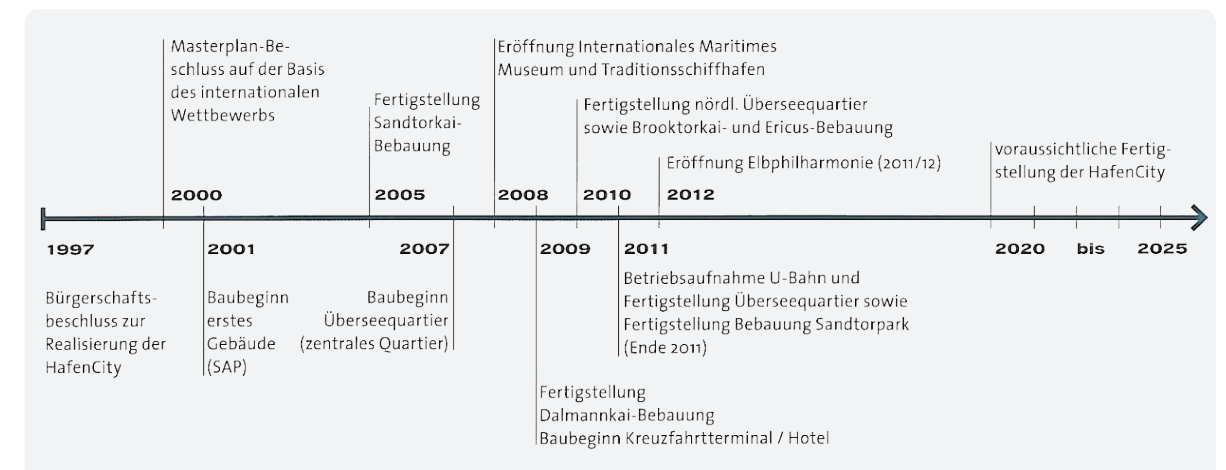 Masterplan-Be-
schluss auf der Basis
des internationalen
Wettbewerbs
2000
Fertigstellung
Sandtorkai-
Bebauung
2005
Eröffnung Internationales Maritimes
Museum und Traditionsschiffhafen
2008
Fertigstellung nördl. Überseequartier
sowie Brooktorkai- und Ericus-Bebauung
2010
Eröffnung Elbphilharmonie (2011/12)
2012
voraussichtliche Fertig-
stellung der HafenCity
1997
Bürgerschafts-
beschluss zur
Realisierung der
HafenCity
2001
Baubeginn
erstes
Gebäude
(SAP)
2007
Baubeginn
Überseequartier
(zentrales Quartier)
2009
Fertigstellung
Dalmannkai-Bebauung
Baubeginn Kreuzfahrtterminal / Hotel
2011
Betriebsaufnahme U-Bahn und
Fertigstellung Überseequartier sowie
Fertigstellung Bebauung Sandtorpark
(Ende 2011)
2020 bis 2025